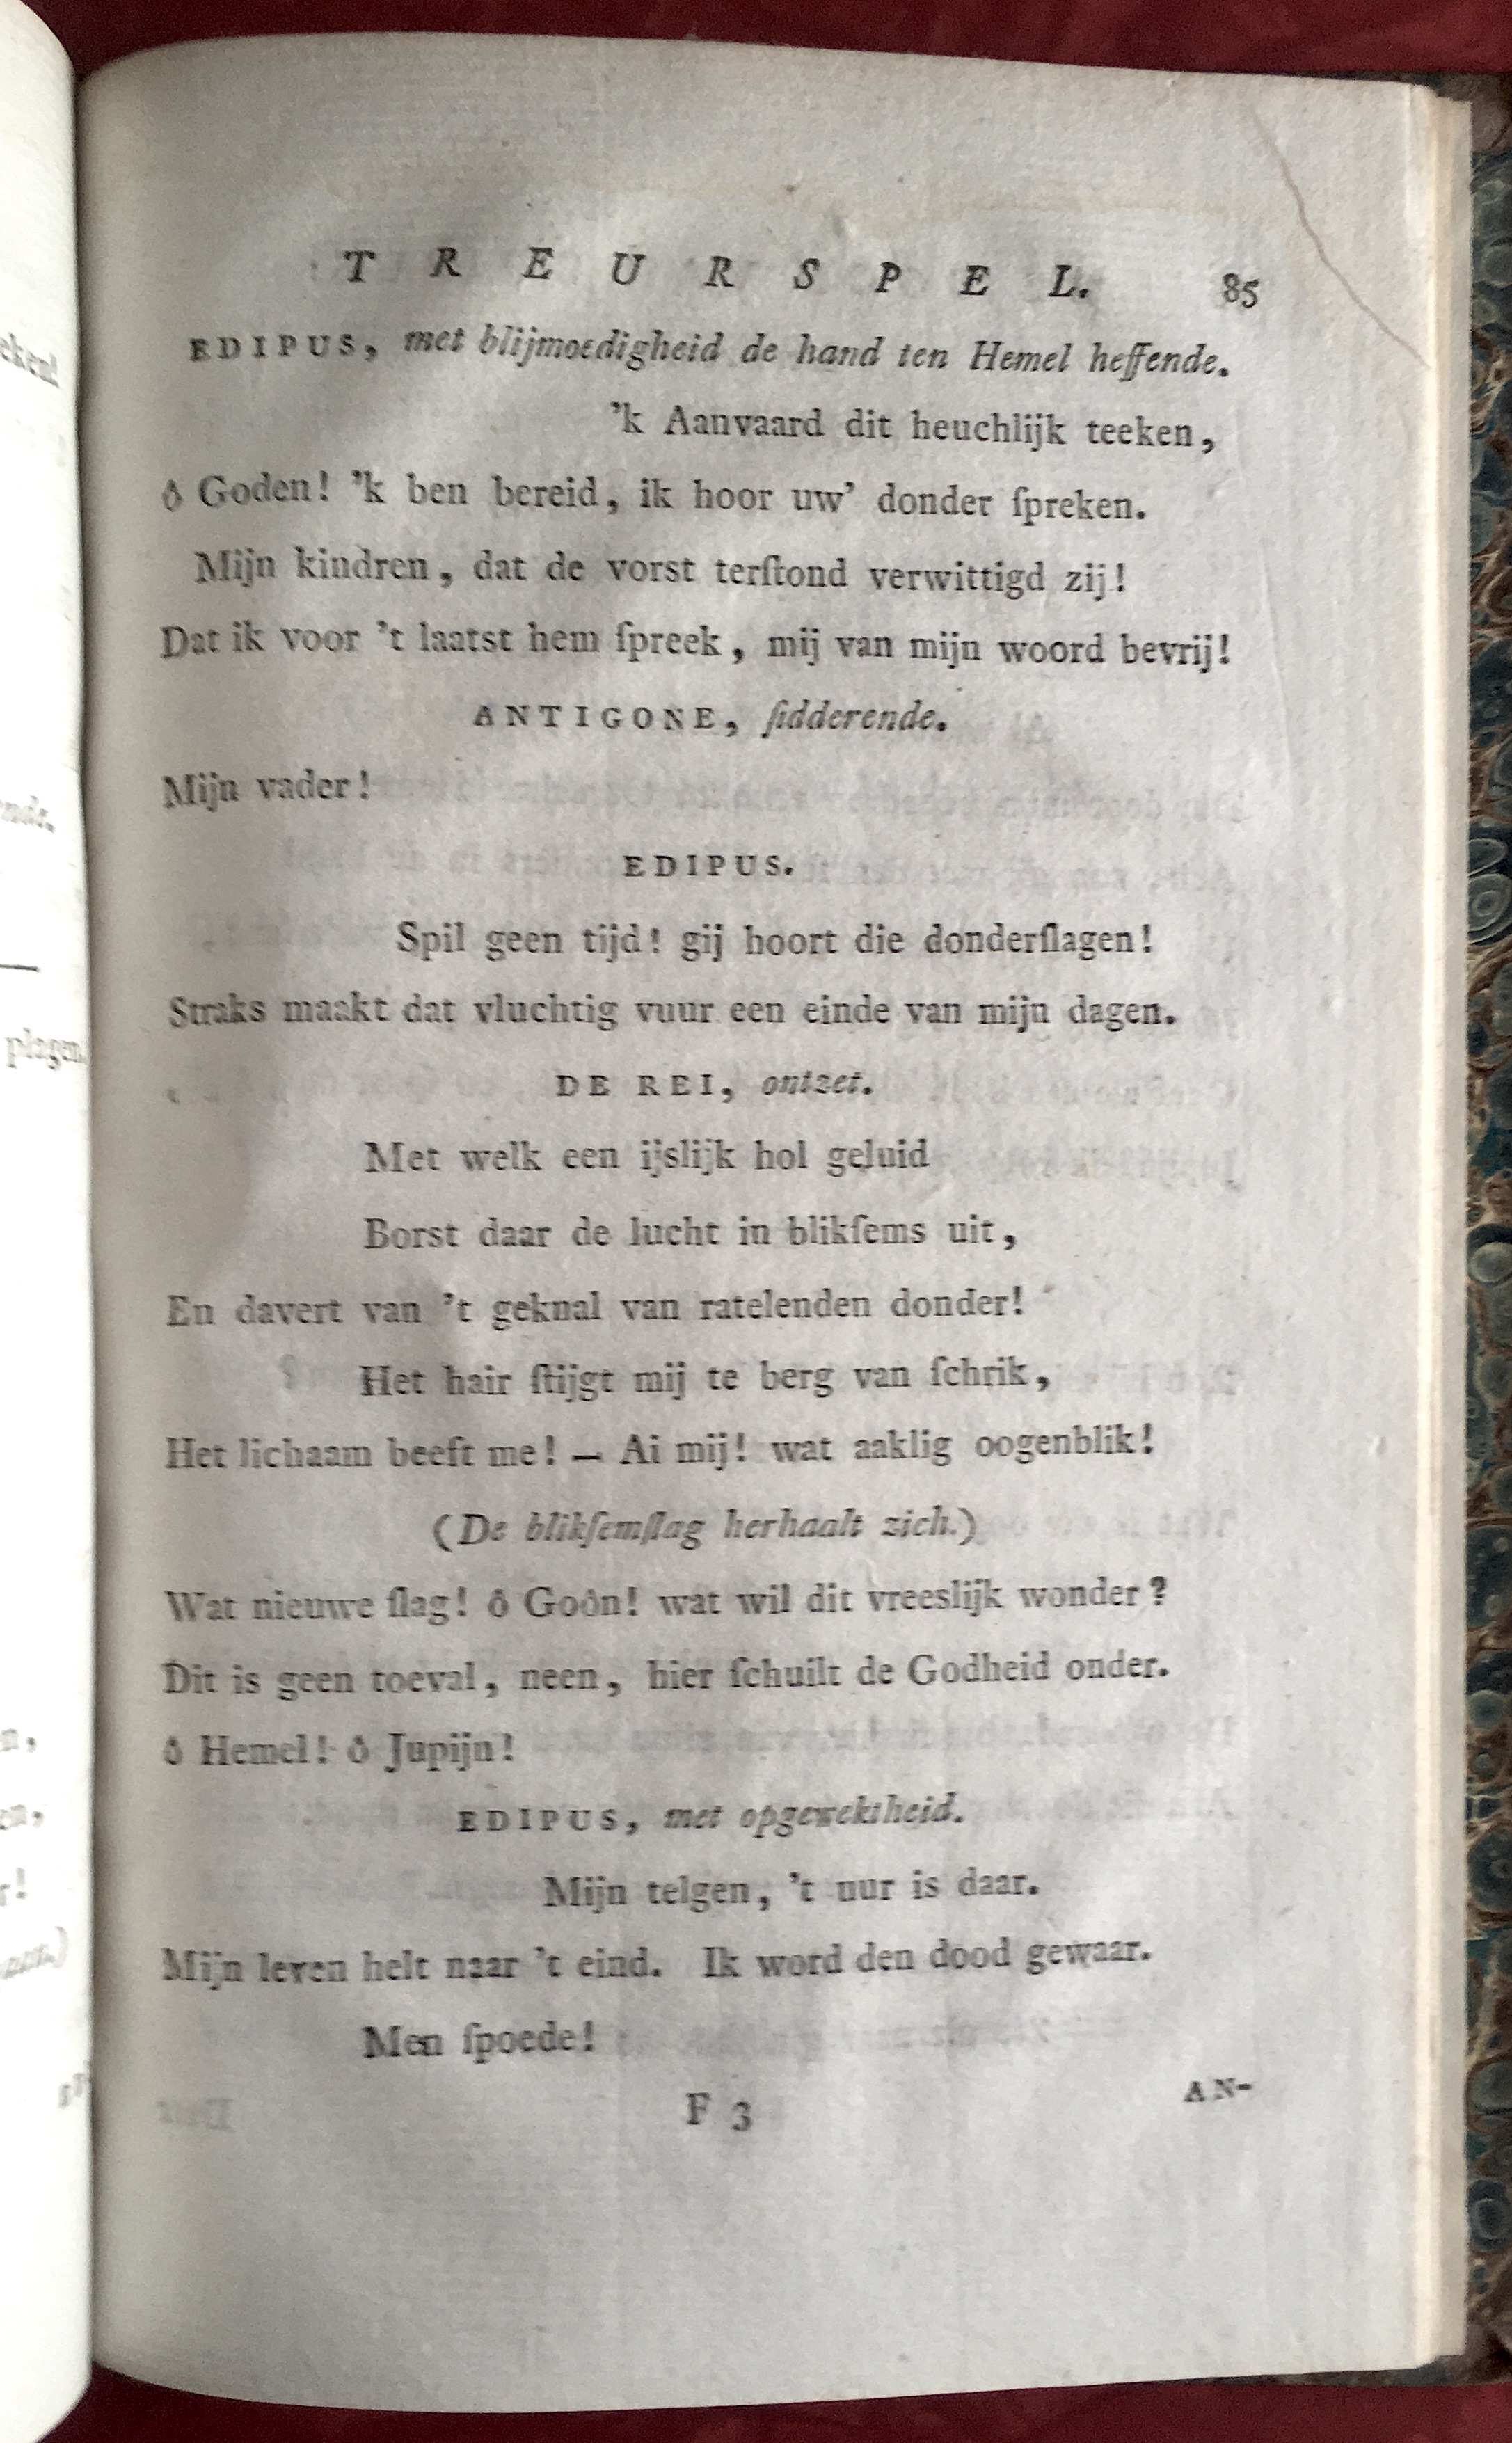 TREURSPEL. 85
EDIPUS, met blijmoedigheid de hand ten Hemel heffende.
’k Aanvaard dit heuchlijk teeken,
ô Goden! ’k ben bereid, ik hoor uw’ donder ſpreken.
Mijn kindren, dat de vorst terſtond verwittigd zij!
Dat ik voor ’t laatst hem ſpreek, mij van mijn woord bevrij!
ANTIGONE, ſidderende.
Mijn vader!
EDIPUS.
Spil geen tijd! gij hoort die donderſlagen!
Straks maakt dat vluchtig vuur een einde van mijn dagen.
DE REI, ontzet.
Met welk een ijslijk hol geluid
Borst daar de lucht in blikſems uit,
En davert van ’t geknal van ratelenden donder!
Het hair ſtijgt mij te berg van ſchrik,
Het lichaam beeft me! — Ai mij! wat aaklig oogenblik!
(De blikſemſlag herhaalt zich.)
Wat nieuwe ſlag! ô Goôn! wat wil dit vreeslijk wonder?
Dit is geen toeval, neen, hier ſchuilt de Godheid onder.
ô Hemel! ô Jupijn!
EDIPUS, met opgewektheid.
Mijn telgen, ’t uur is daar.
Mijn leven helt naar ’t eind. Ik word den dood gewaar.
Men ſpoede!
F 3 AN-
plagen.